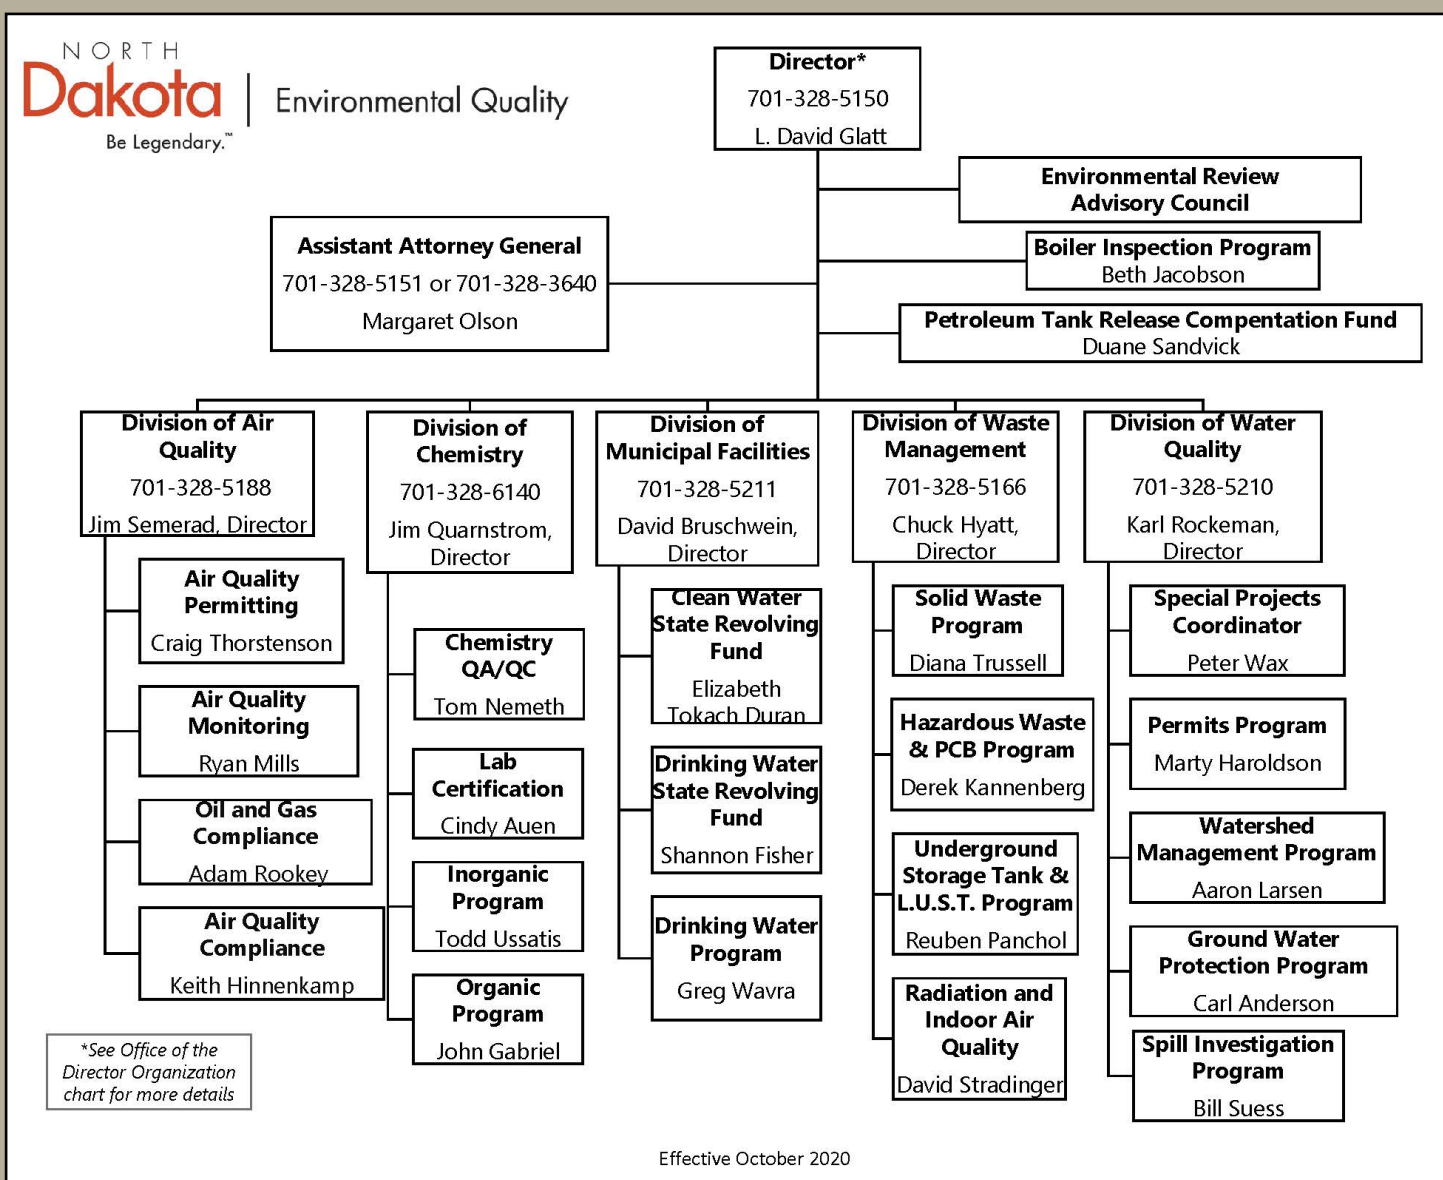 NORTH
Dakota
Be Legendary.™
Environmental Quality
Director*
701-328-5150
L. David Glatt
Environmental Review
Advisory Council
Boiler Inspection Program
Beth Jacobson
Assistant Attorney General
701-328-5151 or 701-328-3640
Margaret Olson
Petroleum Tank Release Compentation Fund
Duane Sandvick
Division of Air
Quality
701-328-5188
Jim Semerad, Director
Air Quality
Permitting
Craig Thorstenson
Air Quality
Monitoring
Ryan Mills
Oil and Gas
Compliance
Adam Rookey
Air Quality
Compliance
Keith Hinnenkamp
Division of
Chemistry
701-328-6140
Jim Quarnstrom,
Director
Chemistry
QA/QC
Tom Nemeth
Lab
Certification
Cindy Auen
Inorganic
Program
Todd Ussatis
Organic
Program
John Gabriel
Division of
Municipal Facilities
701-328-5211
David Bruschwein,
Director
Clean Water
State Revolving
Fund
Elizabeth
Tokach Duran
Drinking Water
State Revolving
Fund
Shannon Fisher
Drinking Water
Program
Greg Wavra
Division of Waste
Management
701-328-5166
Chuck Hyatt,
Director
Solid Waste
Program
Diana Trussell
Hazardous Waste
& PCB Program
Derek Kannenberg
Underground
Storage Tank &
L.U.S.T. Program
Reuben Panchol
Radiation and
Indoor Air
Quality
David Stradinger
Division of Water
Quality
701-328-5210
Karl Rockeman,
Director
Special Projects
Coordinator
Peter Wax
Permits Program
Marty Haroldson
Watershed
Management Program
Aaron Larsen
Ground Water
Protection Program
Carl Anderson
Spill Investigation
Program
Bill Suess
*See Office of the
Director Organization
chart for more details
Effective October 2020